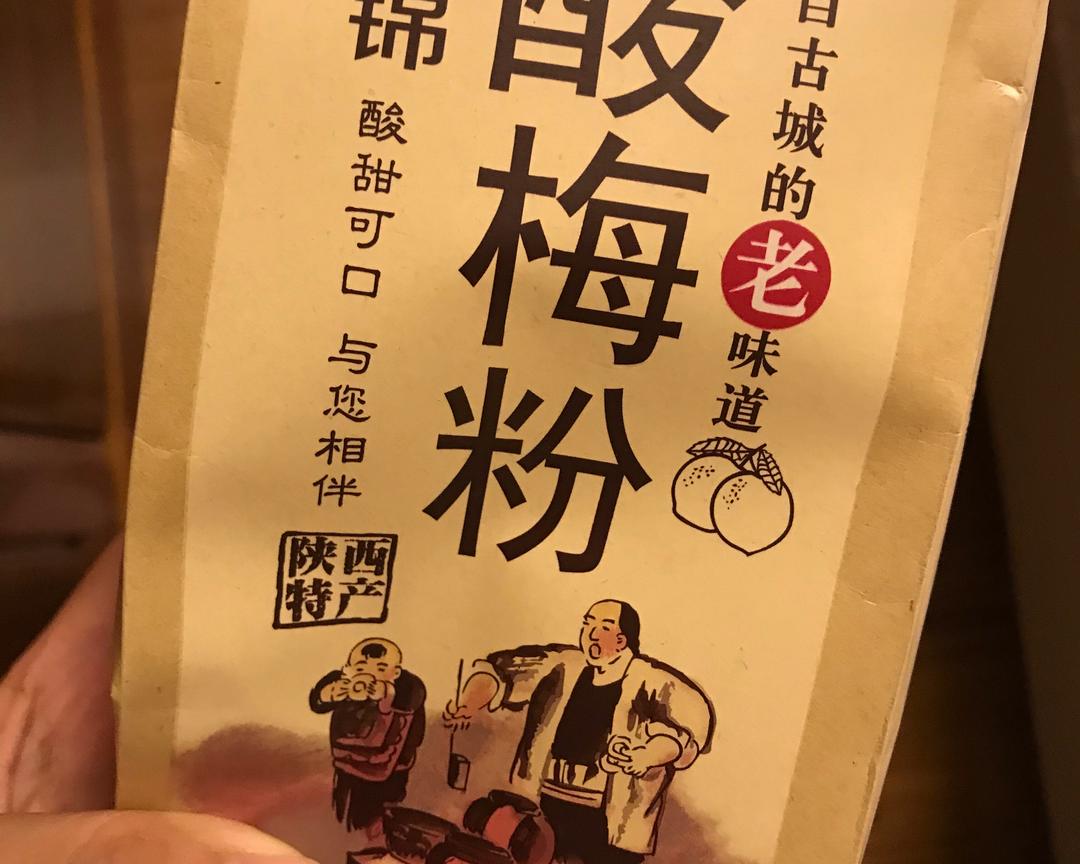 自古城的老味道
酸梅粉
锦
酸甜可口 与您相伴
陕西
特产